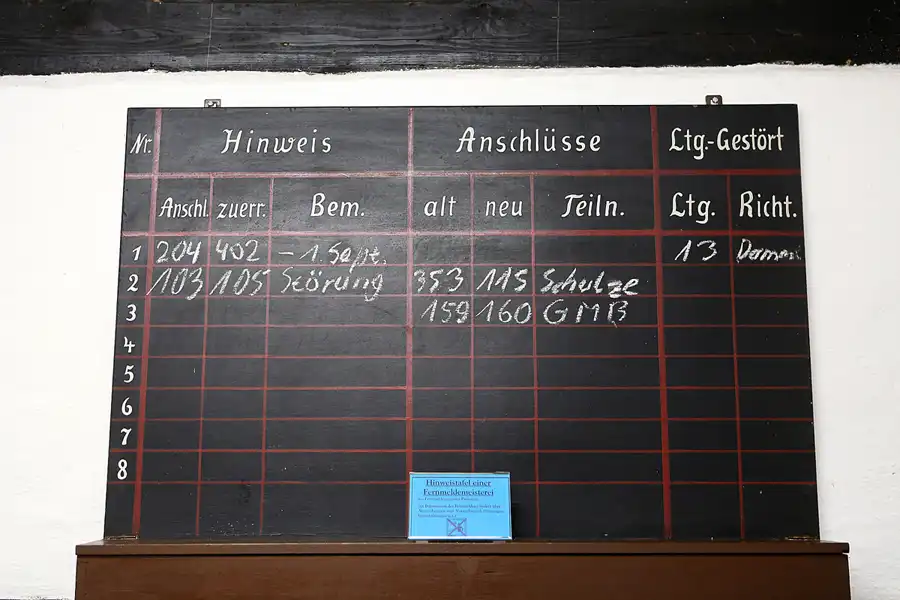 Nr. Hinweis Anschlüsse Ltg.-Gestört
Anschl. zuerr. Bem. alt neu Teiln. Ltg. Richt.
1 204 402 - 1. Sept. 13
2 103 105 Störung 353 115 Schulze
3 159 160 GMB
4
5
6
7
8
Hinweistafel einer
Fernmeldemeisterei